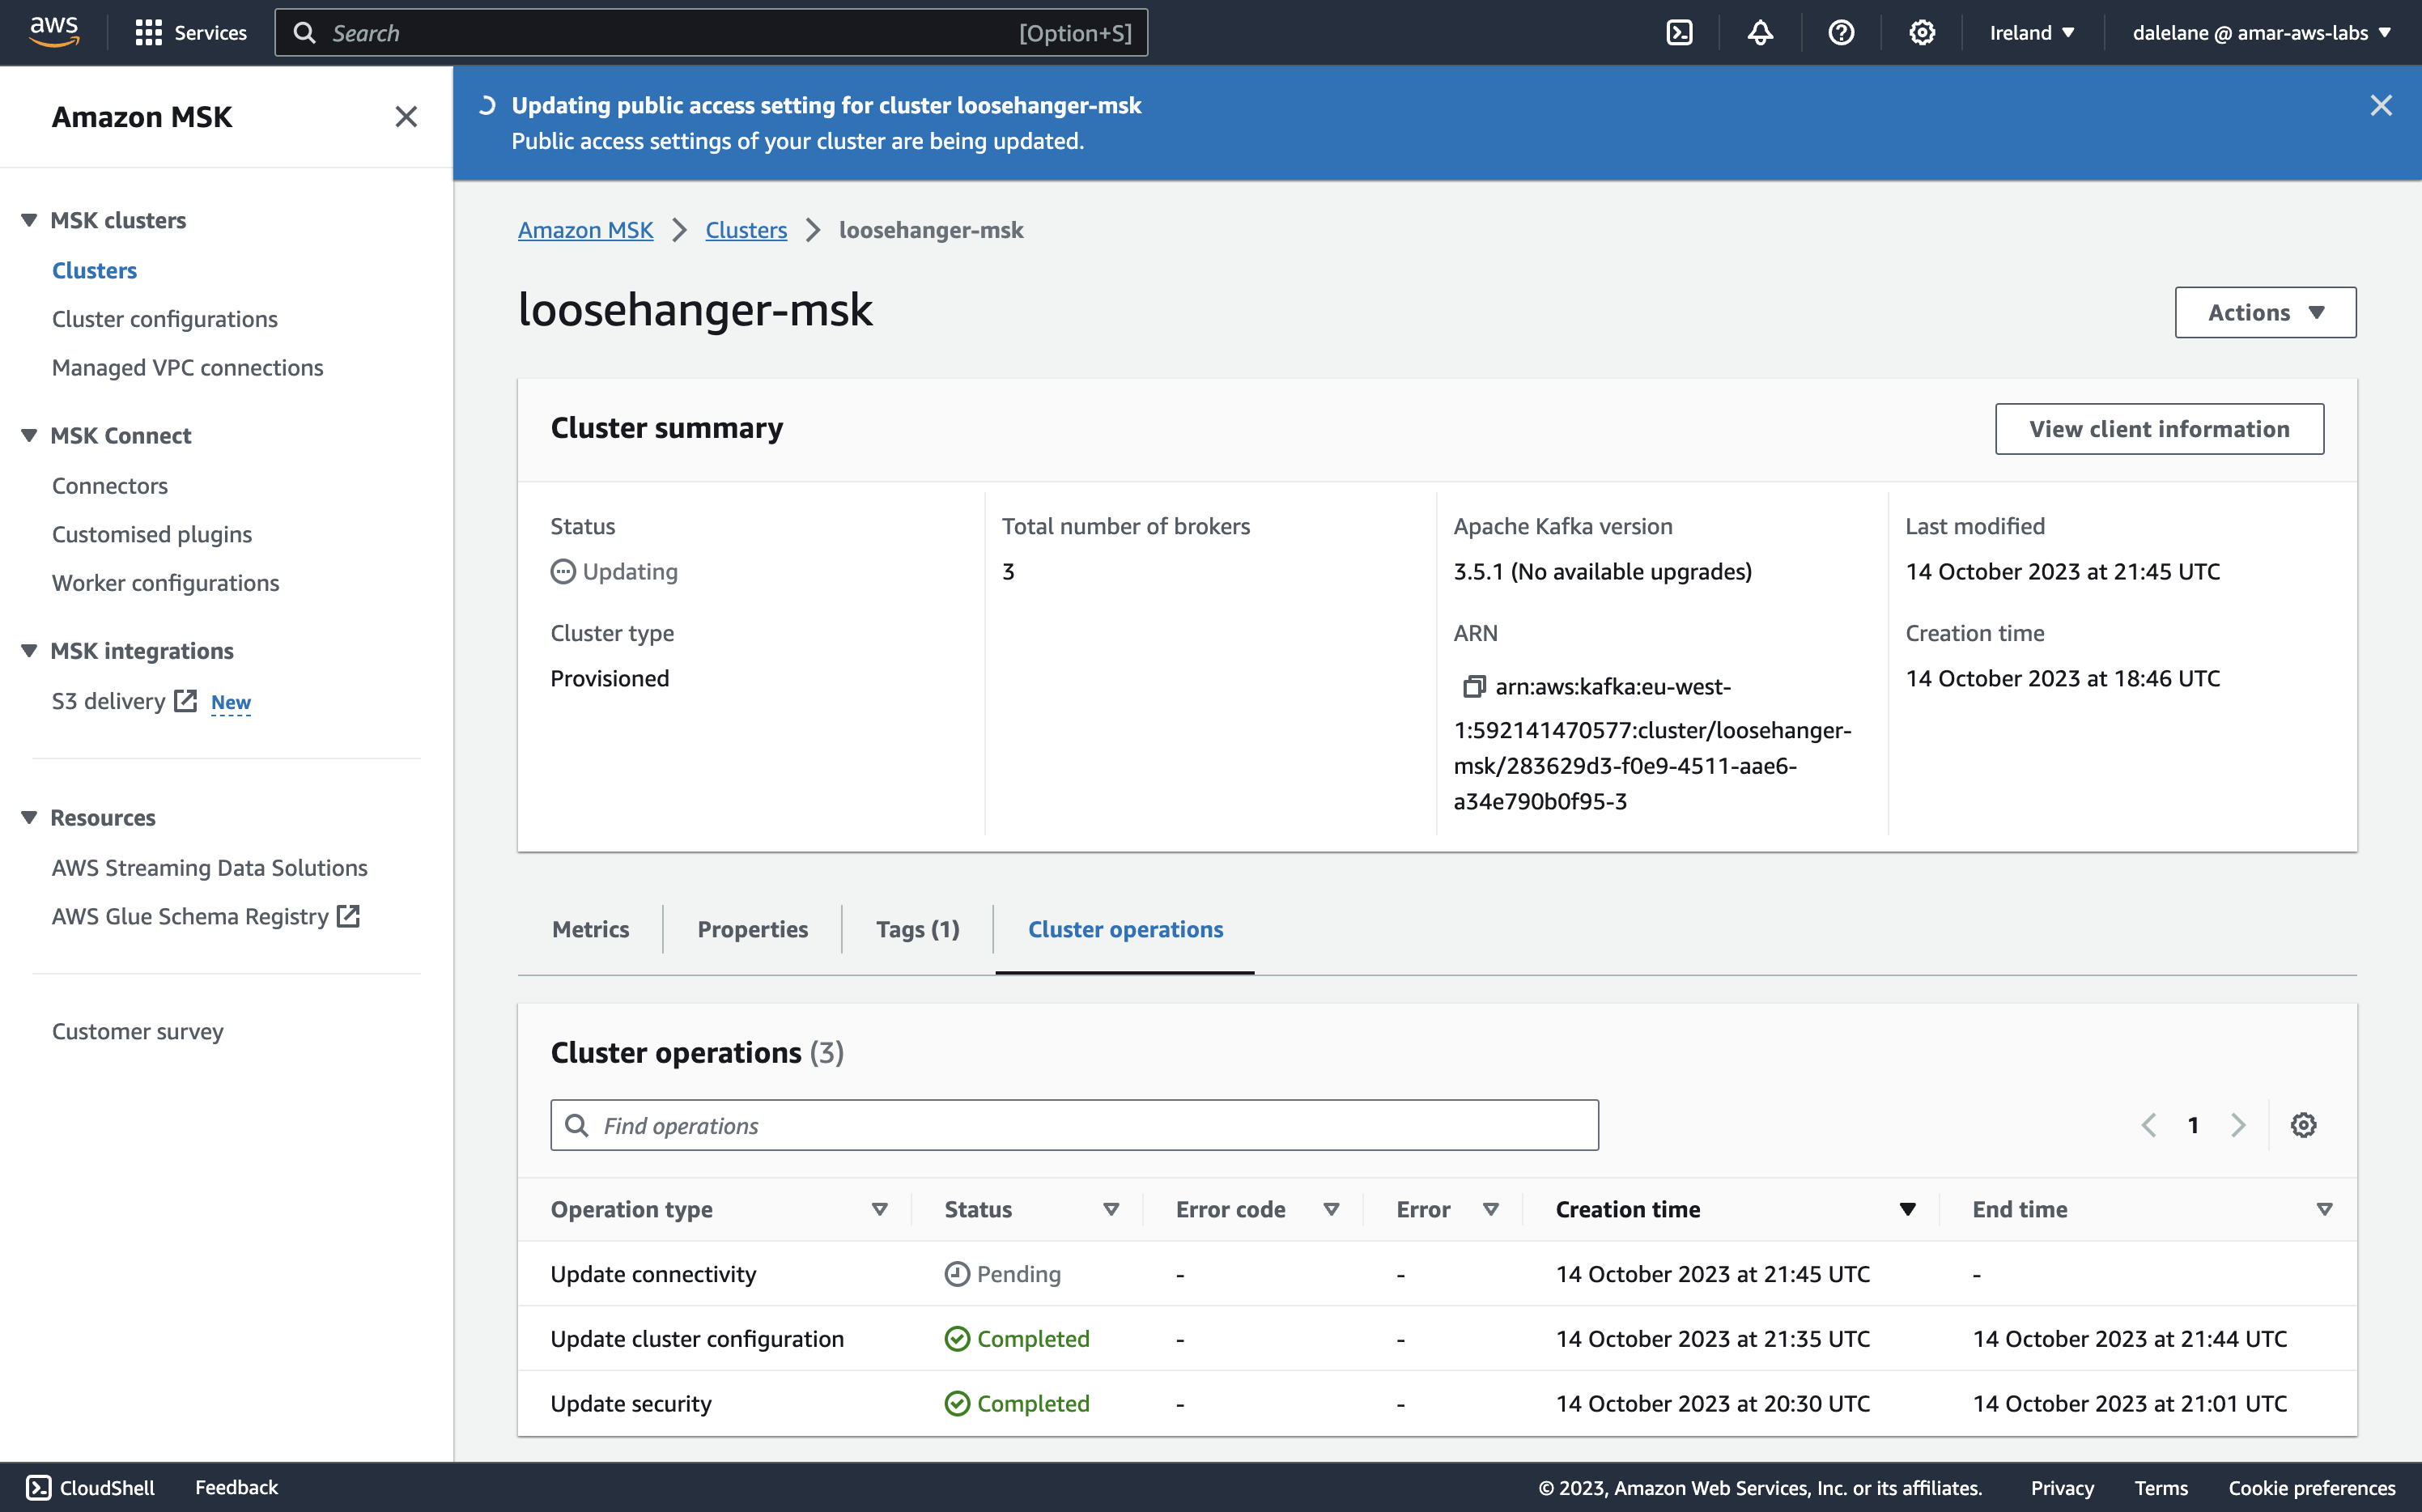 aws
Services
Search [Option+S]
Ireland
dalelane @ amar-aws-labs
Amazon MSK
MSK clusters
Clusters
Cluster configurations
Managed VPC connections
MSK Connect
Connectors
Customised plugins
Worker configurations
MSK integrations
S3 delivery New
Resources
AWS Streaming Data Solutions
AWS Glue Schema Registry
Customer survey
Updating public access setting for cluster loosehanger-msk
Public access settings of your cluster are being updated.
Amazon MSK Clusters loosehanger-msk
loosehanger-msk
Actions
Cluster summary
View client information
Status
Updating
Cluster type
Provisioned
Total number of brokers
3
Apache Kafka version
3.5.1 (No available upgrades)
ARN
arn:aws:kafka:eu-west-
1:592141470577:cluster/loosehanger-
msk/283629d3-f0e9-4511-aae6-
a34e790b0f95-3
Last modified
14 October 2023 at 21:45 UTC
Creation time
14 October 2023 at 18:46 UTC
Metrics Properties Tags (1) Cluster operations
Cluster operations (3)
Find operations
1
Operation type Status Error code Error Creation time End time
Update connectivity Pending - - 14 October 2023 at 21:45 UTC -
Update cluster configuration Completed - - 14 October 2023 at 21:35 UTC 14 October 2023 at 21:44 UTC
Update security Completed - - 14 October 2023 at 20:30 UTC 14 October 2023 at 21:01 UTC
CloudShell Feedback © 2023, Amazon Web Services, Inc. or its affiliates. Privacy Terms Cookie preferences